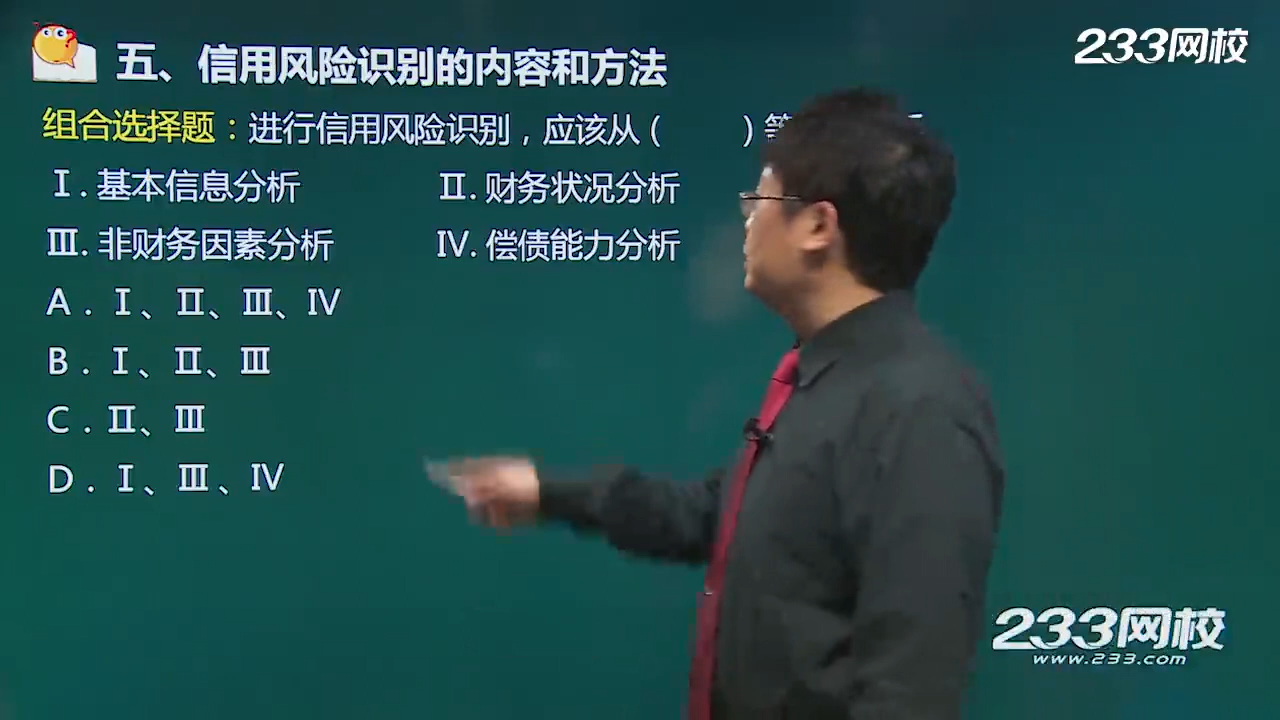 233网校
五、信用风险识别的内容和方法
组合选择题：进行信用风险识别，应该从（ ）
Ⅰ. 基本信息分析 Ⅱ. 财务状况分析
Ⅲ. 非财务因素分析 Ⅳ. 偿债能力分析
A．Ⅰ、Ⅱ、Ⅲ、Ⅳ
B．Ⅰ、Ⅱ、Ⅲ
C．Ⅱ、Ⅲ
D．Ⅰ、Ⅲ、Ⅳ
233网校
www.233.com